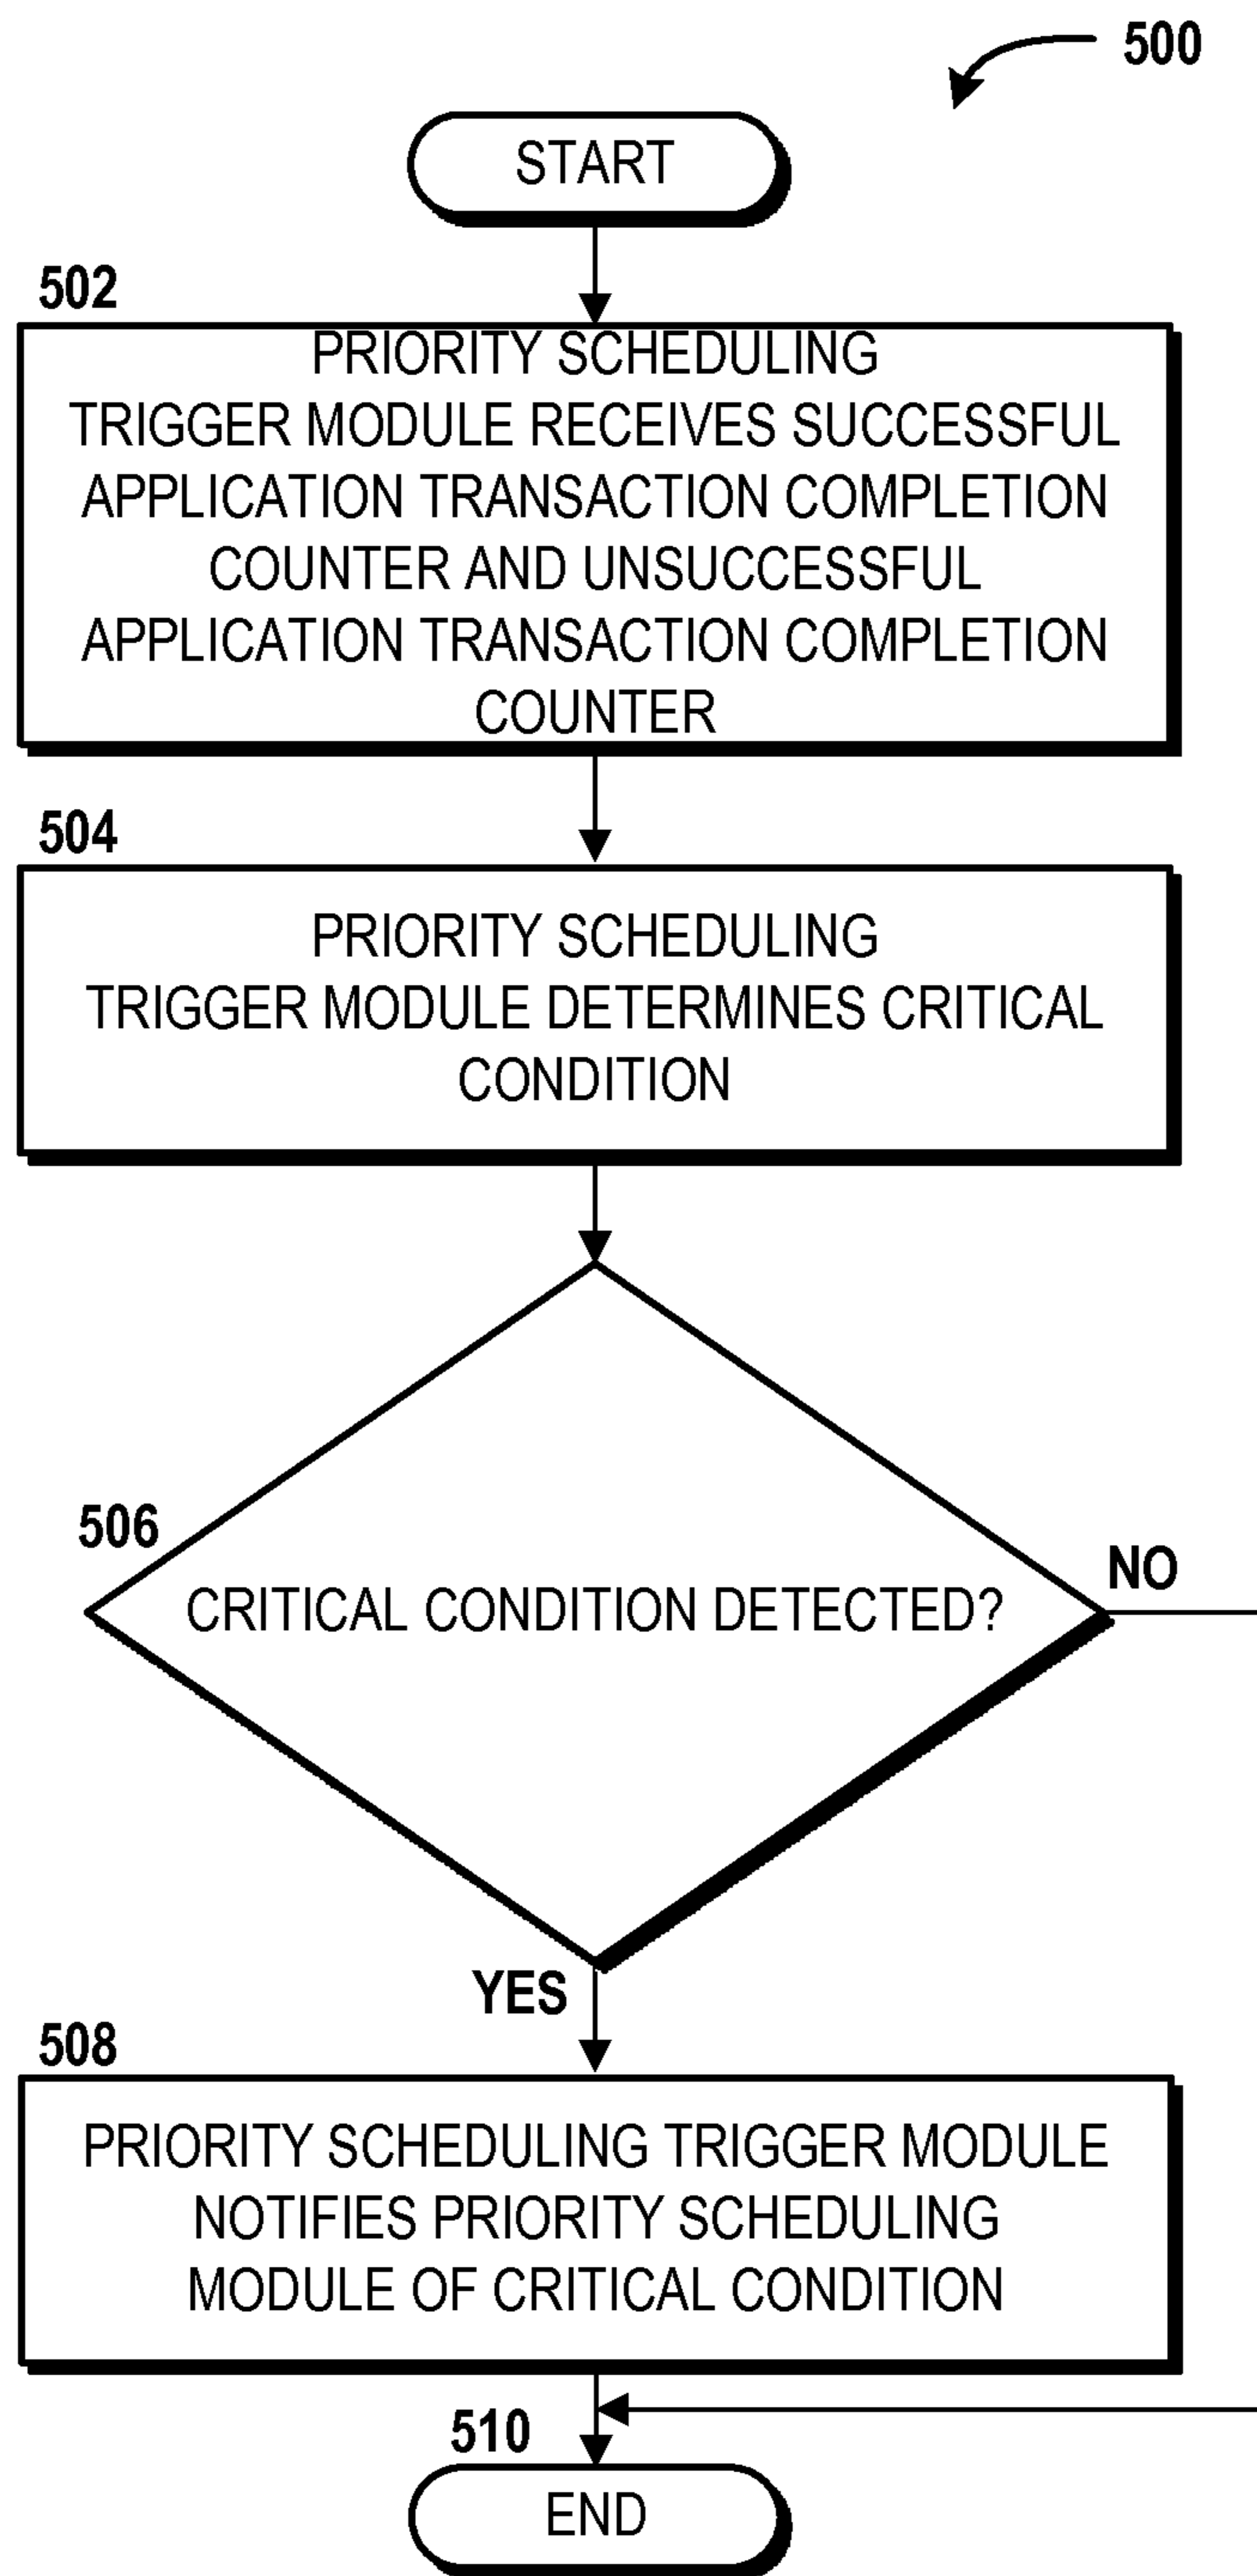 500
START
502
PRIORITY SCHEDULING
TRIGGER MODULE RECEIVES SUCCESSFUL
APPLICATION TRANSACTION COMPLETION
COUNTER AND UNSUCCESSFUL
APPLICATION TRANSACTION COMPLETION
COUNTER
504
PRIORITY SCHEDULING
TRIGGER MODULE DETERMINES CRITICAL
CONDITION
506
NO
CRITICAL CONDITION DETECTED?
YES
508
PRIORITY SCHEDULING TRIGGER MODULE
NOTIFIES PRIORITY SCHEDULING
MODULE OF CRITICAL CONDITION
510
END